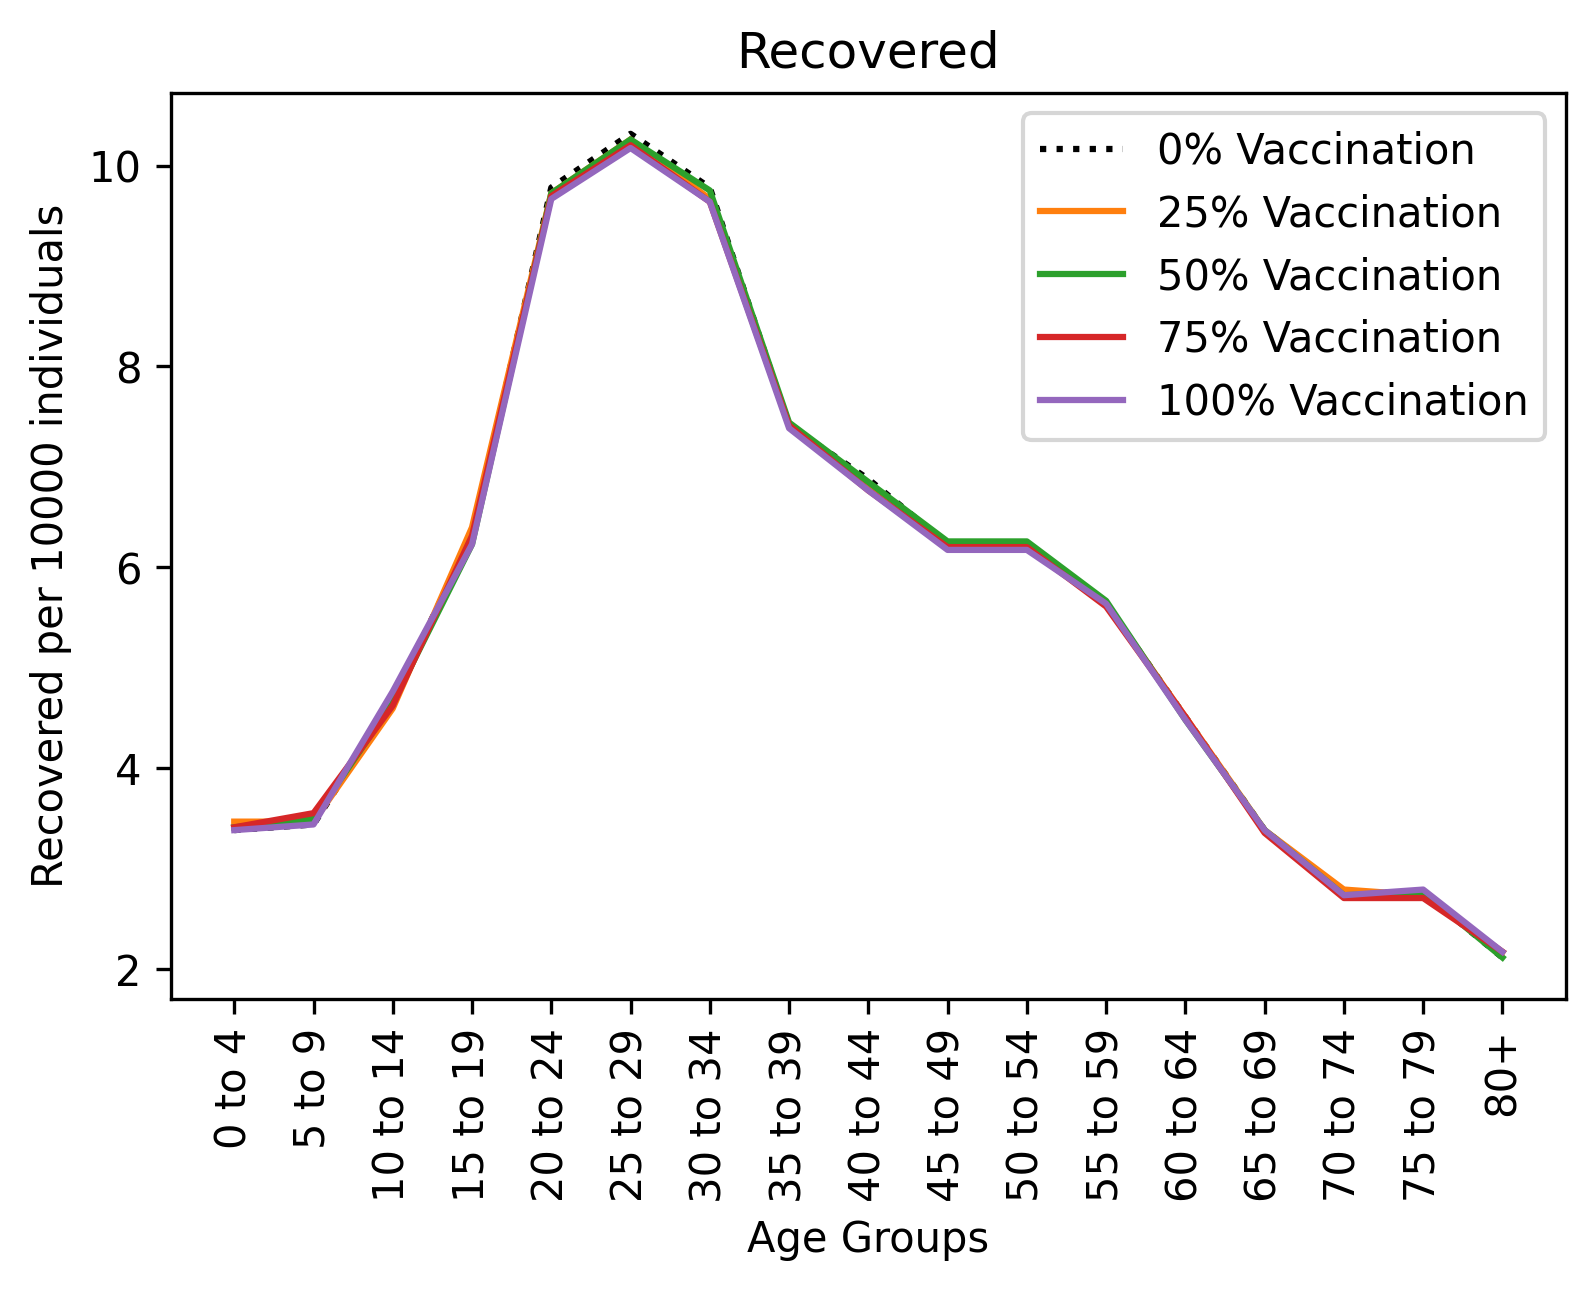 Recovered
10
8
6
4
2
Recovered per 10000 individuals
0% Vaccination
25% Vaccination
50% Vaccination
75% Vaccination
100% Vaccination
0 to 4
5 to 9
10 to 14
15 to 19
20 to 24
25 to 29
30 to 34
35 to 39
40 to 44
45 to 49
50 to 54
55 to 59
60 to 64
65 to 69
70 to 74
75 to 79
80+
Age Groups